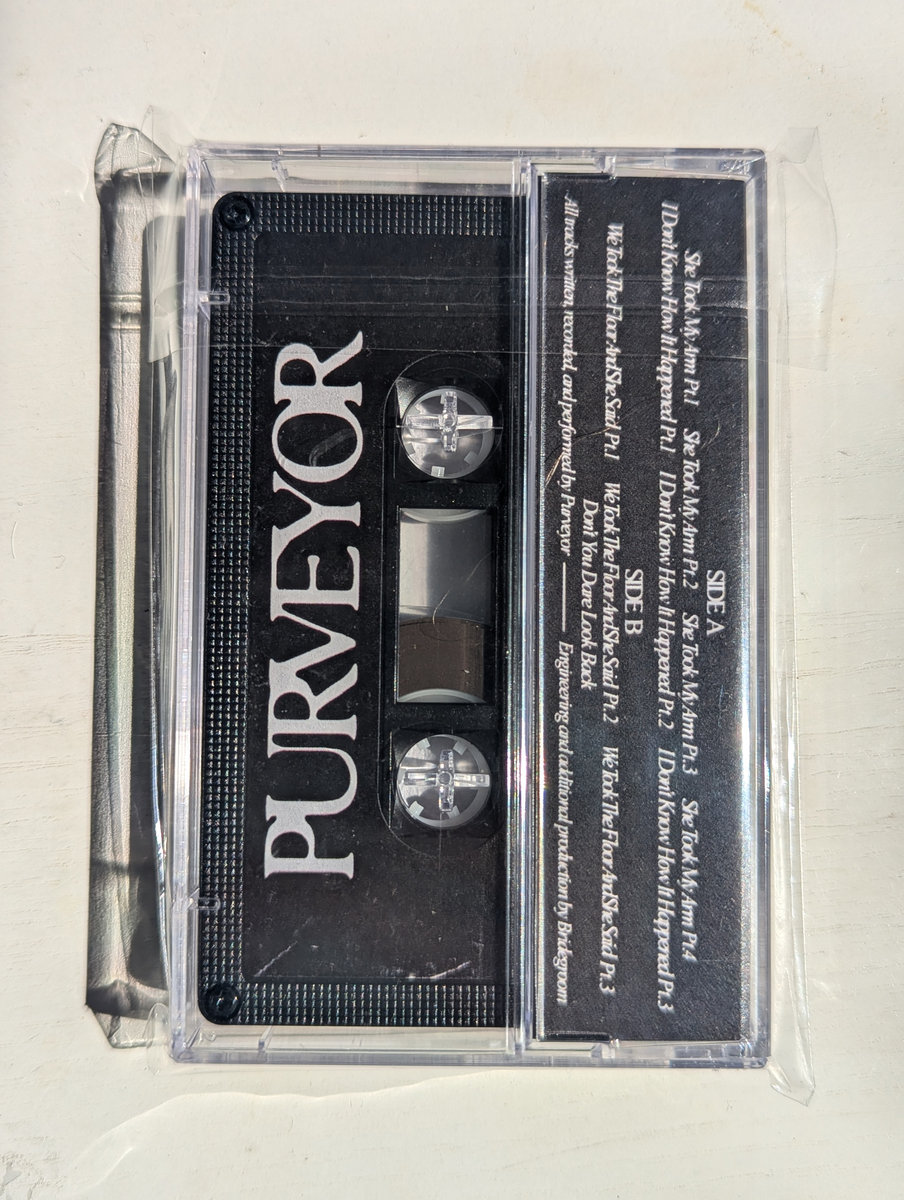 PURVEYOR
SIDE A
She Took My Arm Pt.1 She Took My Arm Pt.2 She Took My Arm Pt.3 She Took My Arm Pt.4
I Don't Know How It Happened Pt.1 I Don't Know How It Happened Pt.2 I Don't Know How It Happened Pt.3
SIDE B
We Took The Floor And She Said Pt.1 We Took The Floor And She Said Pt.2 We Took The Floor And She Said Pt.3
Don't You Dare Look Back
All tracks written, recorded, and performed by Purveyor —— Engineering and additional production by Bridegroom